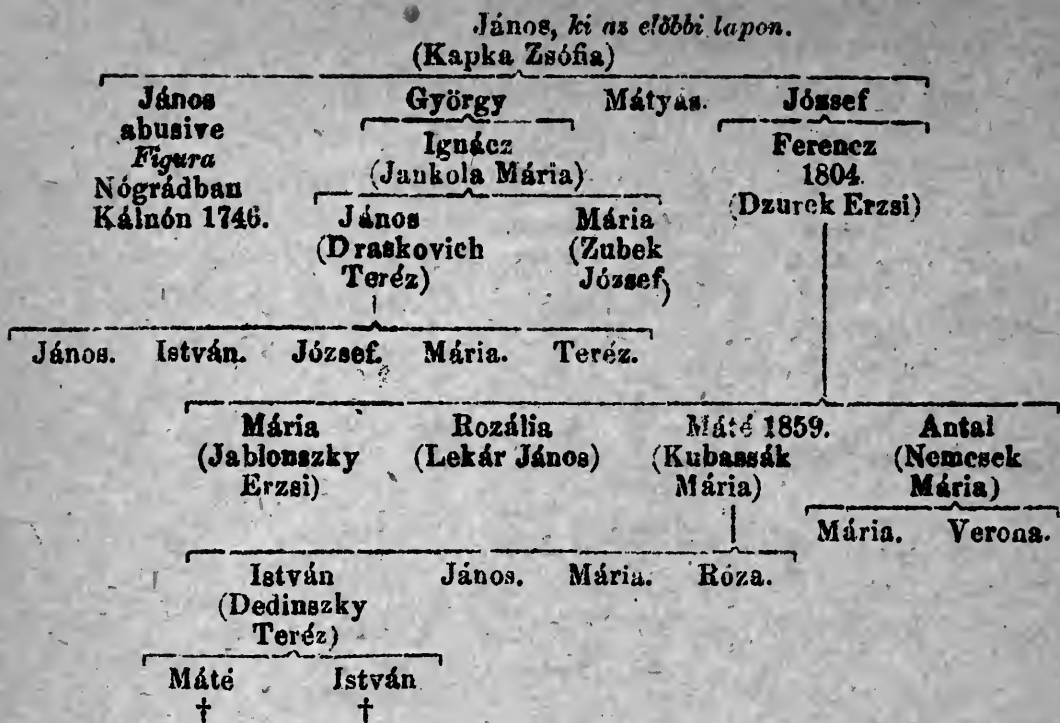 János, ki az előbbi lapon.
(Kapka Zsófia)
János György Mátyás. József
abusive Ignácz Ferencz
Figura (Jankola Mária) 1804.
Nógrádban (Dzurek Erzsi)
Kálnón 1746.
János Mária
(Draskovich (Zubek
Teréz) József)
János. István. József. Mária. Teréz.
Mária Rozália Máté 1859. Antal
(Jablonszky (Lekár János) (Kubassák (Nemcsek
Erzsi) Mária) Mária)
Mária. Verona.
István János. Mária. Róza.
(Dedinszky
Teréz)
Máté István
† †